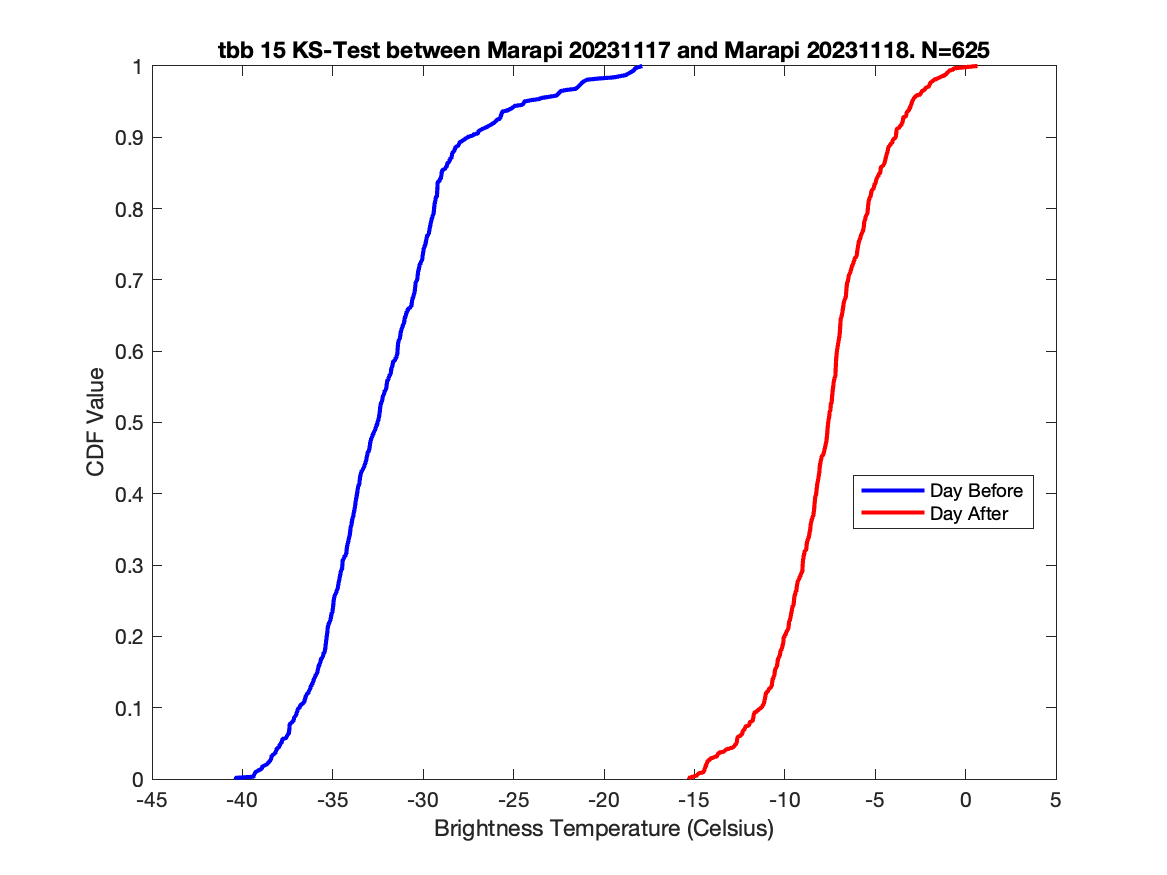 tbb 15 KS-Test between Marapi 20231117 and Marapi 20231118. N=625
1
0.9
0.8
0.7
0.6
0.5
0.4
0.3
0.2
0.1
0
CDF Value
Day Before
Day After
-45 -40 -35 -30 -25 -20 -15 -10 -5 0 5
Brightness Temperature (Celsius)